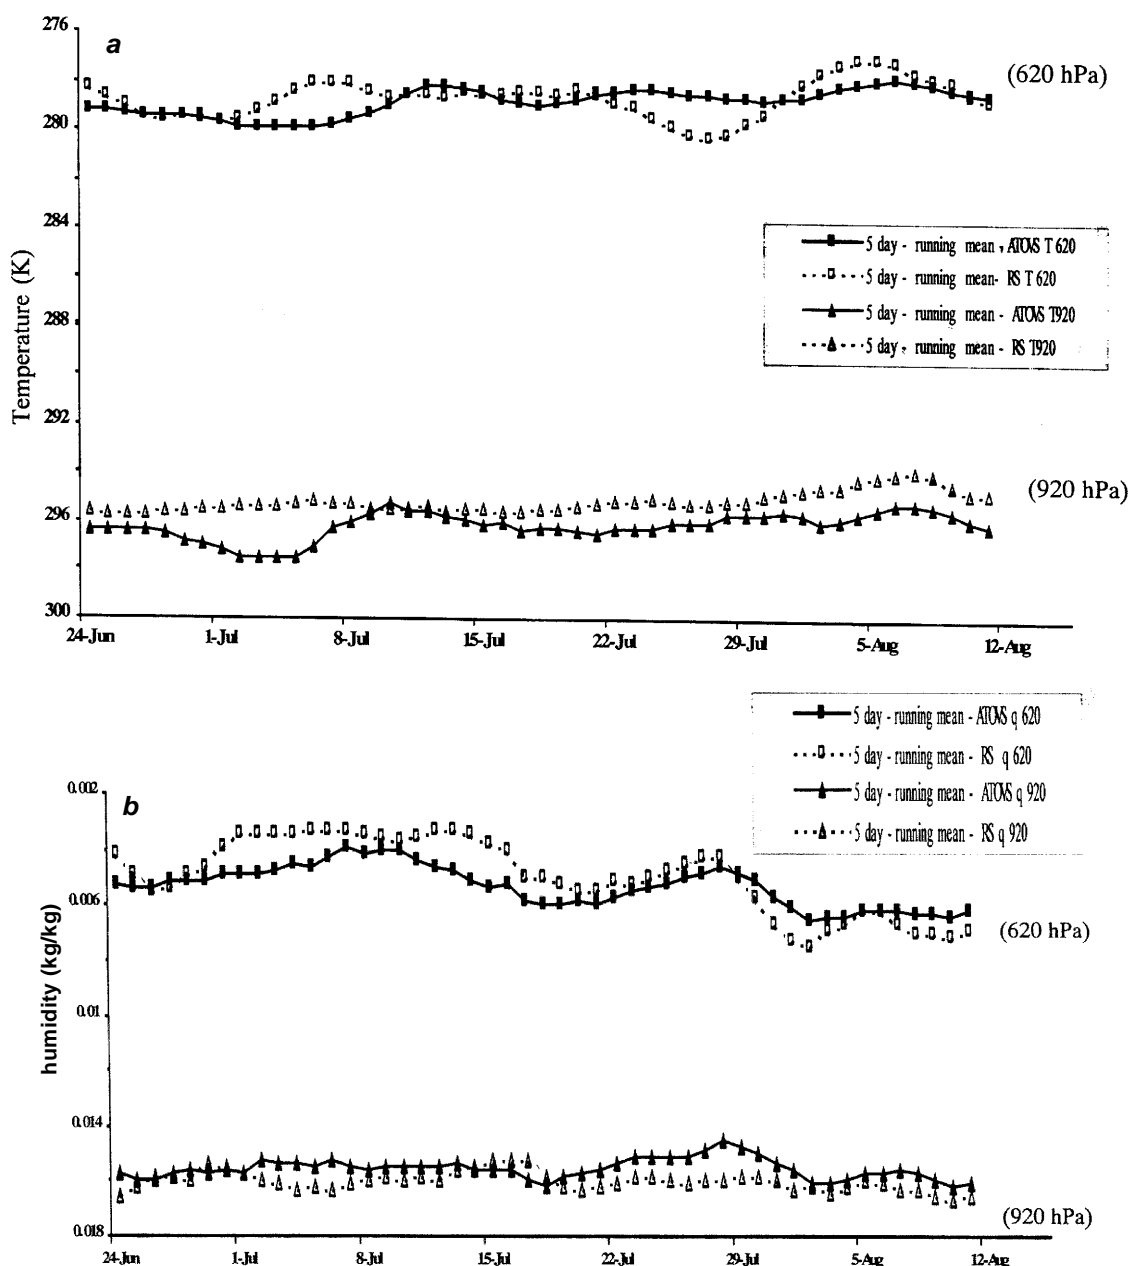 276
a
(620 hPa)
280
284
5 day - running mean - ATOVS T 620
5 day - running mean- RS T 620
288
5 day - running mean - ATOVS T920
5 day - running mean - RS T920
Temperature (K)
292
(920 hPa)
296
300
24-Jun 1-Jul 8-Jul 15-Jul 22-Jul 29-Jul 5-Aug 12-Aug
5 day - running mean - ATOVS q 620
5 day - running mean - RS q 620
0.002
b
5 day - running mean - ATOVS q 920
5 day - running mean - RS q 920
0.006
(620 hPa)
humidity (kg/kg)
0.01
0.014
(920 hPa)
0.018
24-Jun 1-Jul 8-Jul 15-Jul 22-Jul 29-Jul 5-Aug 12-Aug